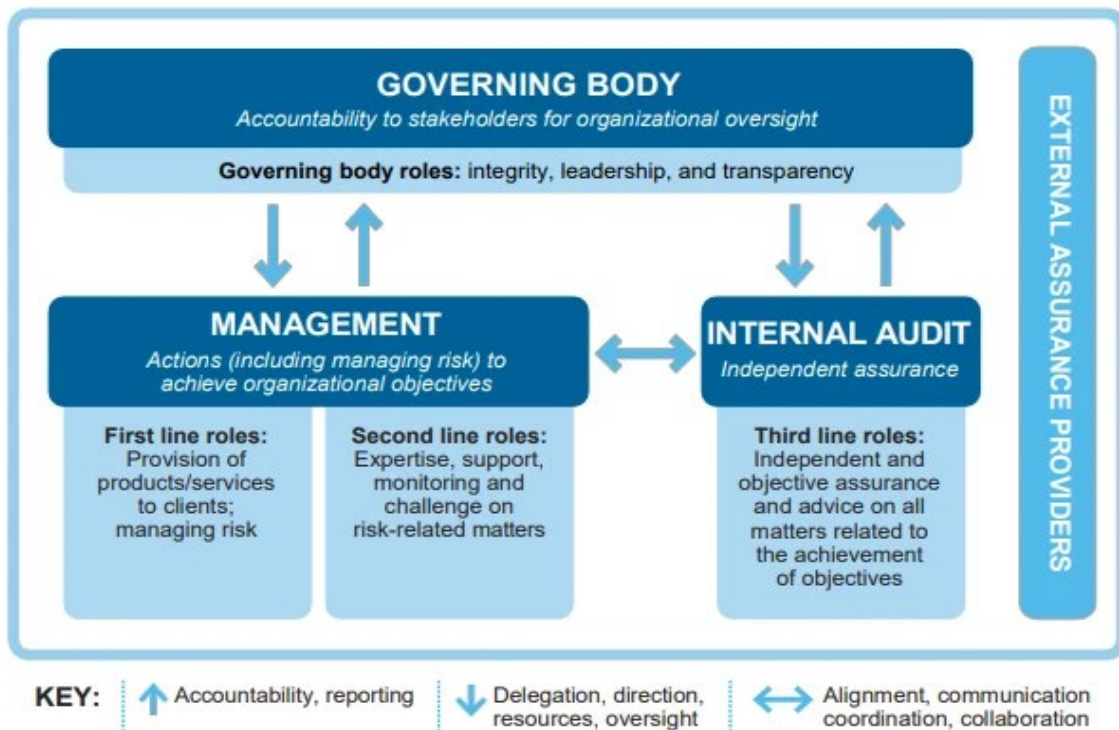 GOVERNING BODY
Accountability to stakeholders for organizational oversight
Governing body roles: integrity, leadership, and transparency
MANAGEMENT
Actions (including managing risk) to
achieve organizational objectives
First line roles:
Provision of
products/services
to clients;
managing risk
Second line roles:
Expertise, support,
monitoring and
challenge on
risk-related matters
INTERNAL AUDIT
Independent assurance
Third line roles:
Independent and
objective assurance
and advice on all
matters related to
the achievement
of objectives
EXTERNAL ASSURANCE PROVIDERS
KEY:
Accountability, reporting
Delegation, direction,
resources, oversight
Alignment, communication
coordination, collaboration